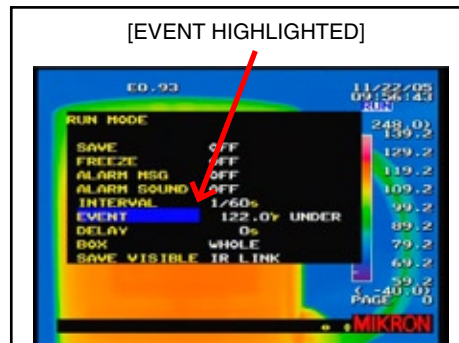 [EVENT HIGHLIGHTED]
E0.93 11/22/05
09:56:43
RUN
RUN MODE
248.0)
139.2
SAVE OFF
129.2
FREEZE OFF
ALARM MSG OFF
119.2
ALARM SOUND OFF
109.2
INTERVAL 1/60s
99.2
EVENT 122.0F UNDER
89.2
DELAY 0s
BOX WHOLE
79.2
SAVE VISIBLE IR LINK
69.2
59.2
( -40.0)
PAGE 0
MIKRON